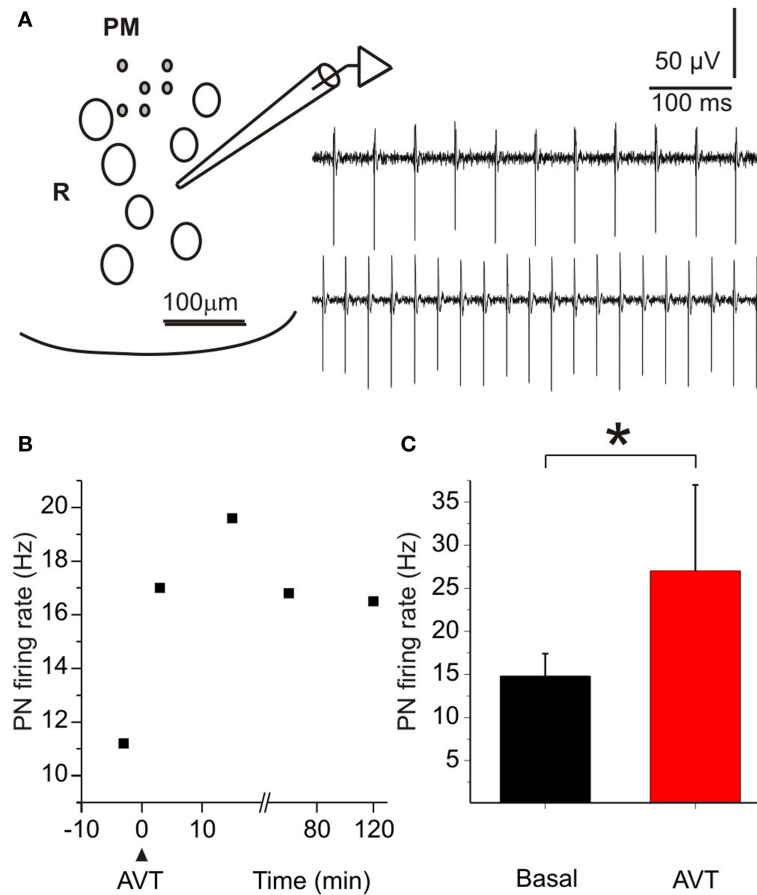 A
PM
R
100µm
50 µV
100 ms
B
PN firing rate (Hz)
20
18
16
14
12
10
-10 0 10 80 120
AVT
Time (min)
C
*
PN firing rate (Hz)
35
30
25
20
15
10
5
Basal
AVT